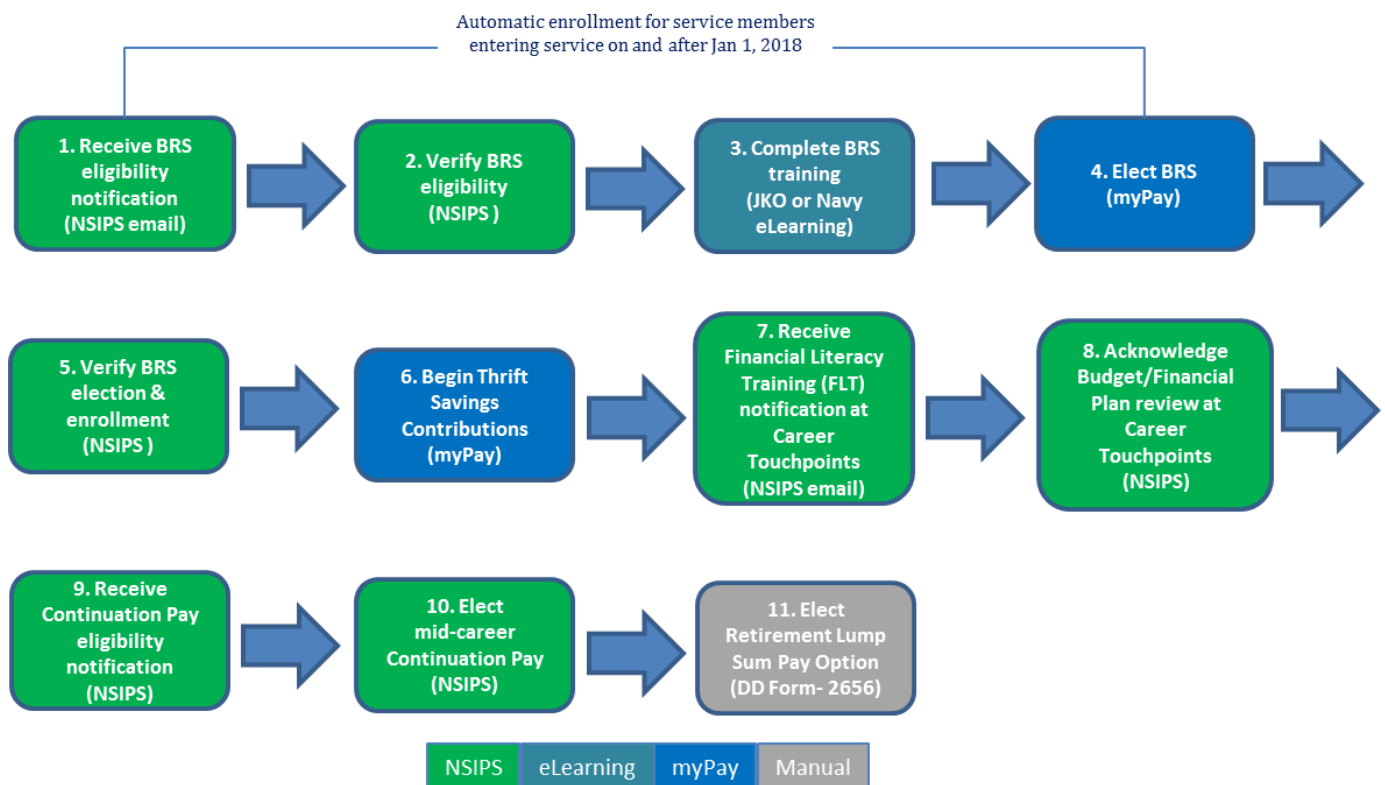 Automatic enrollment for service members
entering service on and after Jan 1, 2018
1. Receive BRS
eligibility
notification
(NSIPS email)
2. Verify BRS
eligibility
(NSIPS )
3. Complete BRS
training
(JKO or Navy
eLearning)
4. Elect BRS
(myPay)
5. Verify BRS
election &
enrollment
(NSIPS )
6. Begin Thrift
Savings
Contributions
(myPay)
7. Receive
Financial Literacy
Training (FLT)
notification at
Career
Touchpoints
(NSIPS email)
8. Acknowledge
Budget/Financial
Plan review at
Career
Touchpoints
(NSIPS)
9. Receive
Continuation Pay
eligibility
notification
(NSIPS)
10. Elect
mid-career
Continuation Pay
(NSIPS)
11. Elect
Retirement Lump
Sum Pay Option
(DD Form- 2656)
NSIPS eLearning myPay Manual